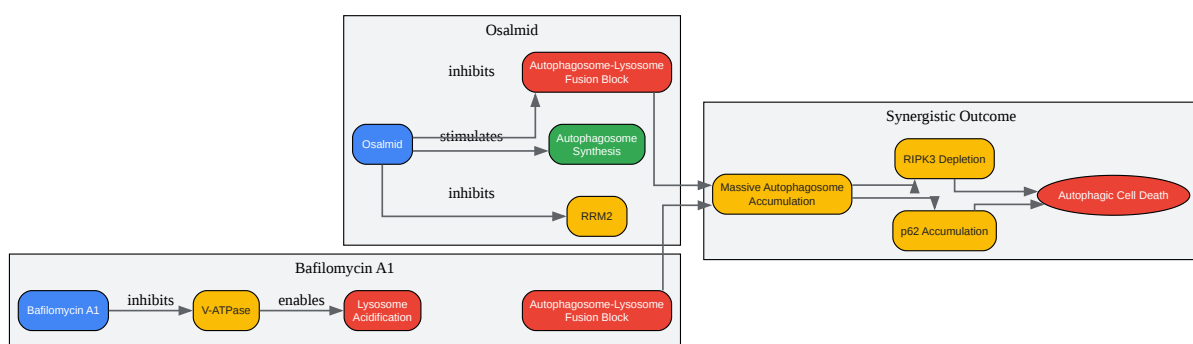 Osalmid
inhibits
Autophagosome-Lysosome
Fusion Block
Osalmid
stimulates
Autophagosome
Synthesis
inhibits
RRM2
Synergistic Outcome
RIPK3 Depletion
Massive Autophagosome
Accumulation
Autophagic Cell Death
p62 Accumulation
Bafilomycin A1
Bafilomycin A1
inhibits
V-ATPase
enables
Lysosome
Acidification
Autophagosome-Lysosome
Fusion Block